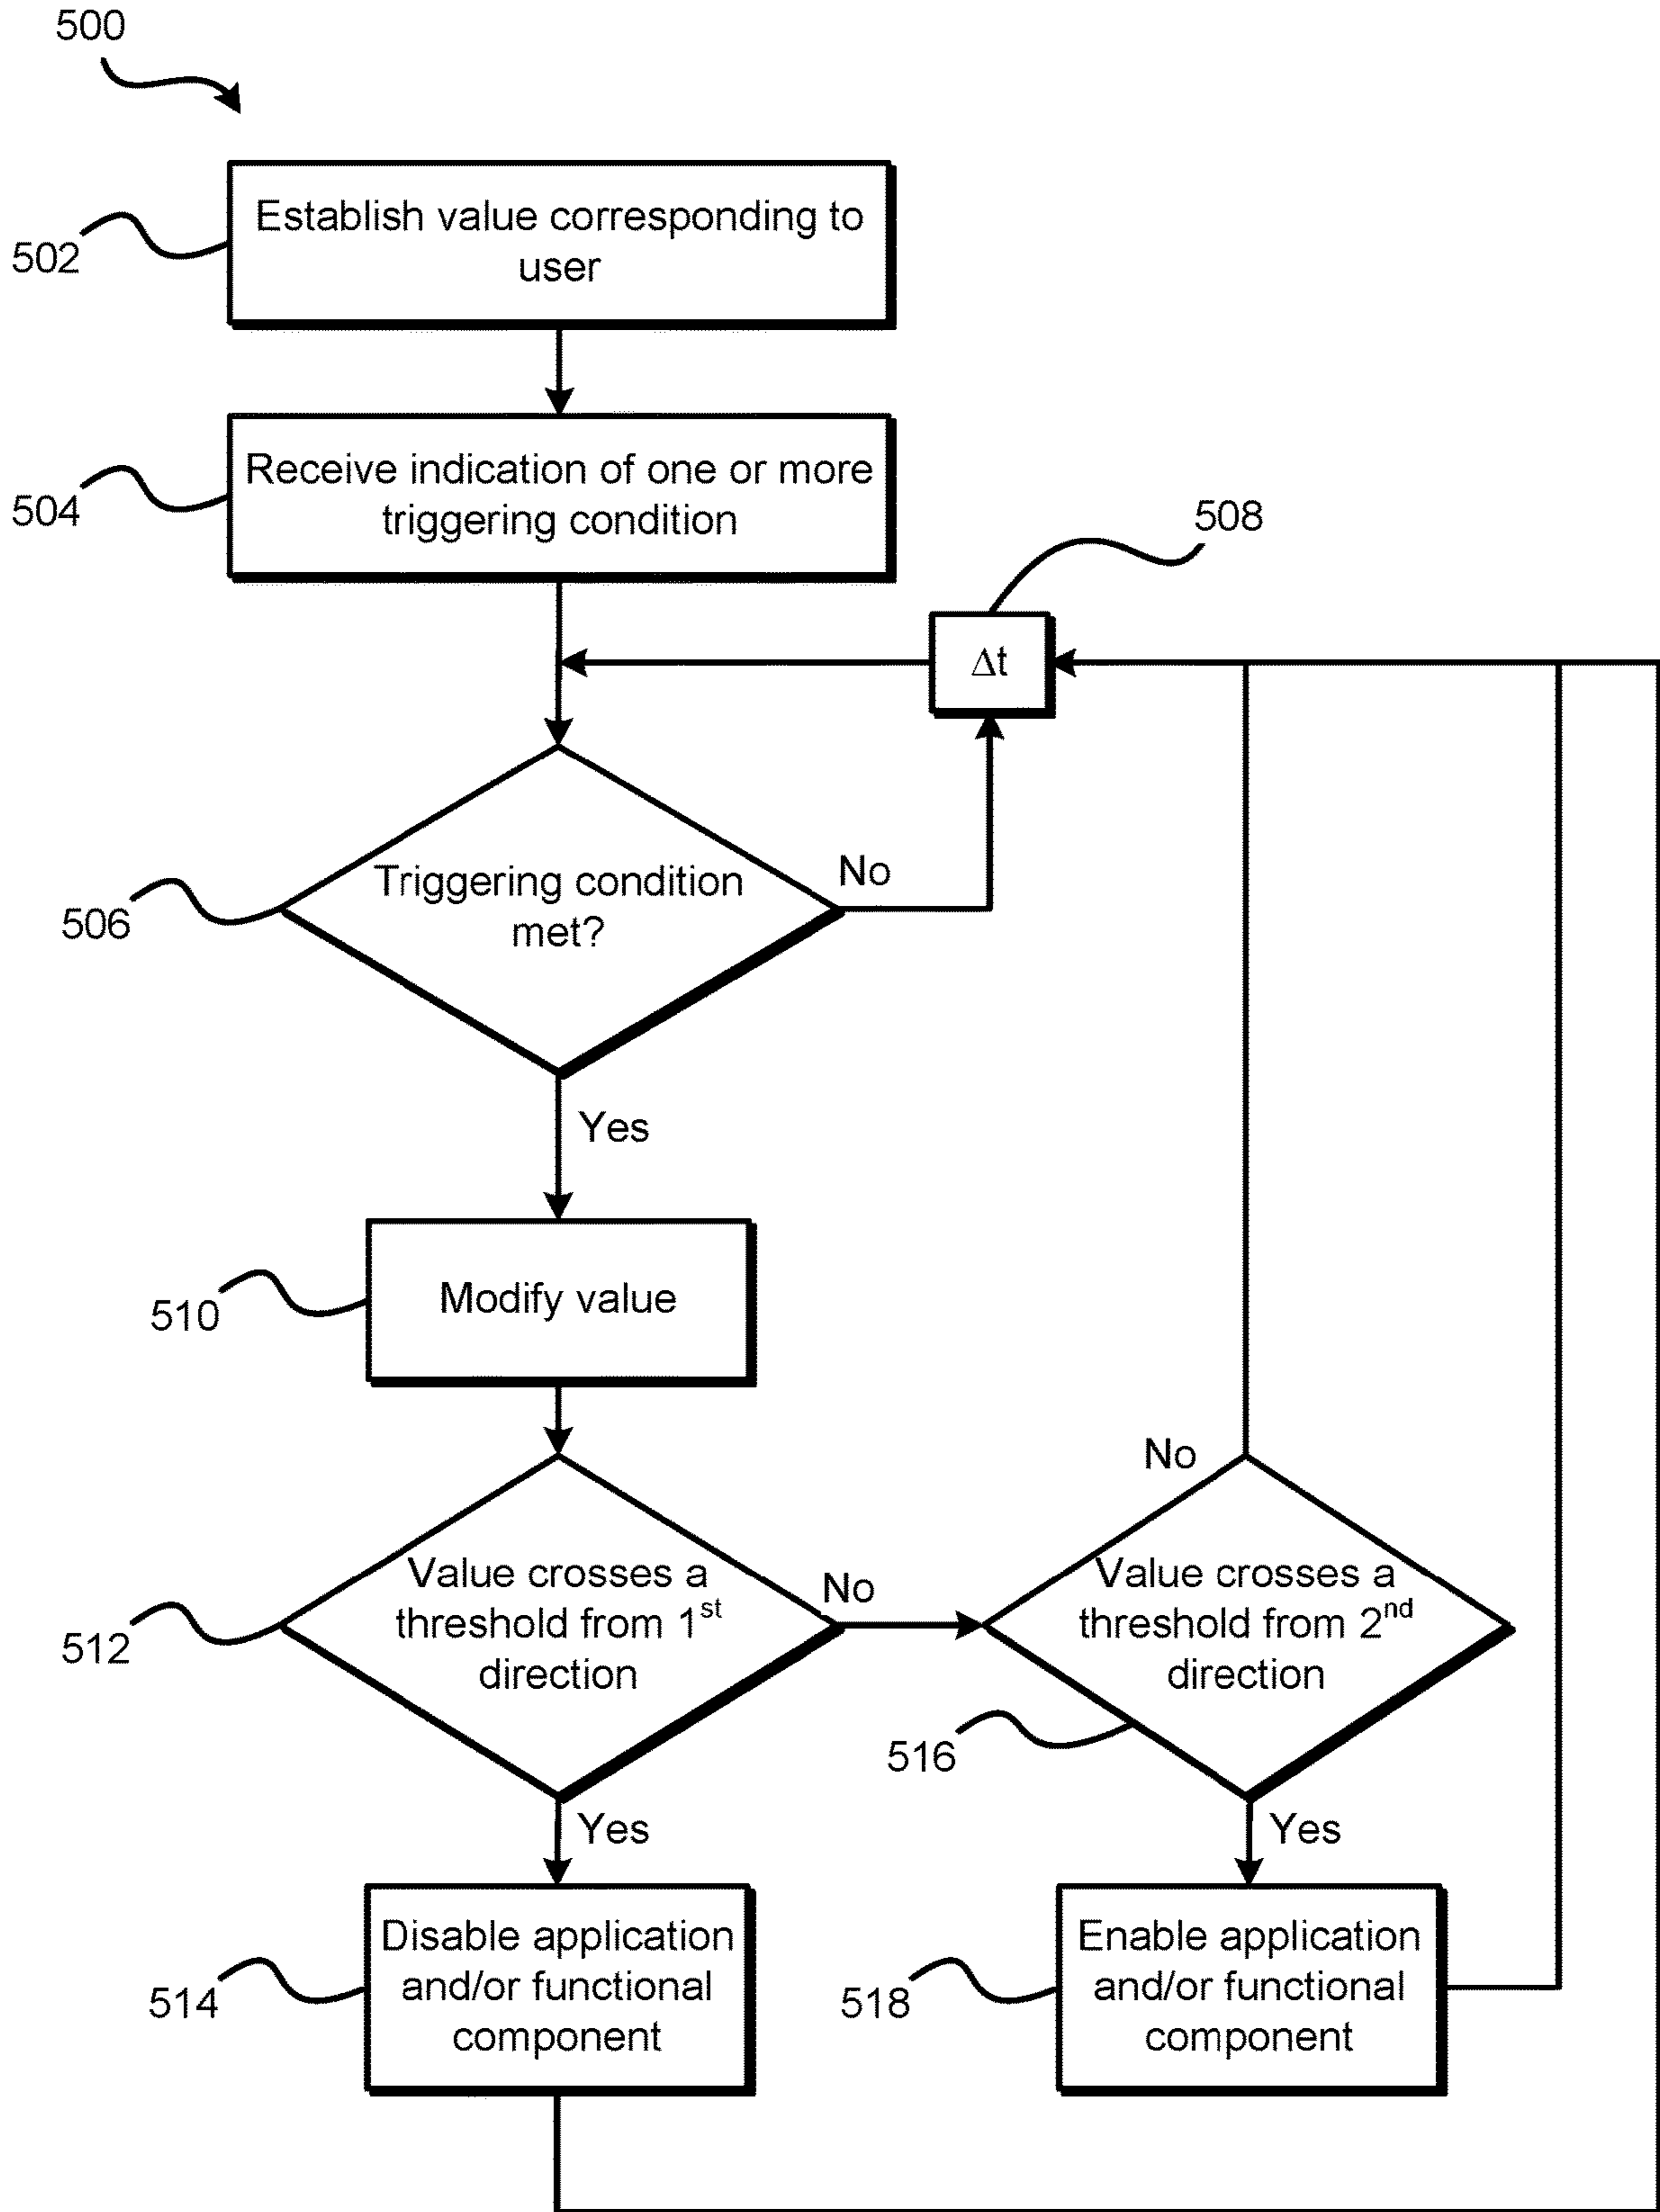 500
Establish value corresponding to
user
502
Receive indication of one or more
triggering condition
504
508
Δt
Triggering condition
met?
No
506
Yes
Modify value
510
No
Value crosses a
threshold from 1st
direction
No
512
Value crosses a
threshold from 2nd
direction
516
Yes
Yes
Disable application
and/or functional
component
514
Enable application
and/or functional
component
518